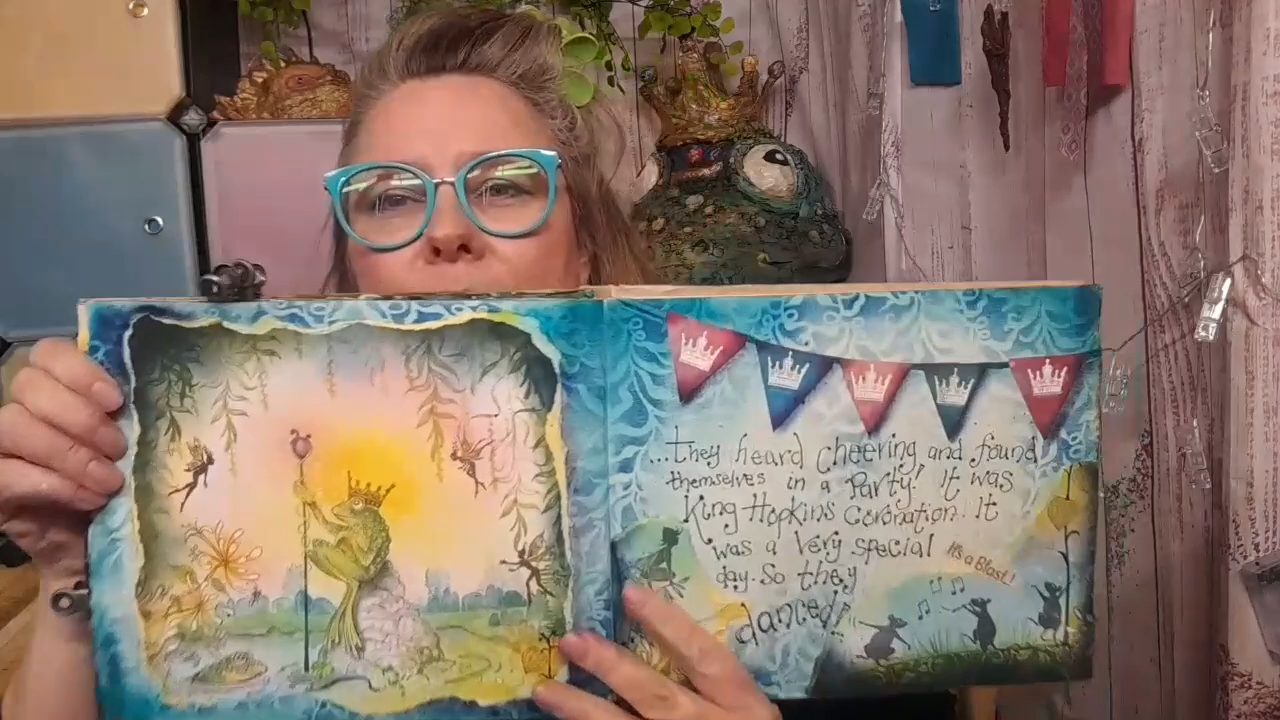 ...they heard cheering and found
themselves in a Party! It was
King Hopkins Coronation. It
was a very special
day. So they
danced!!
It's a Blast!